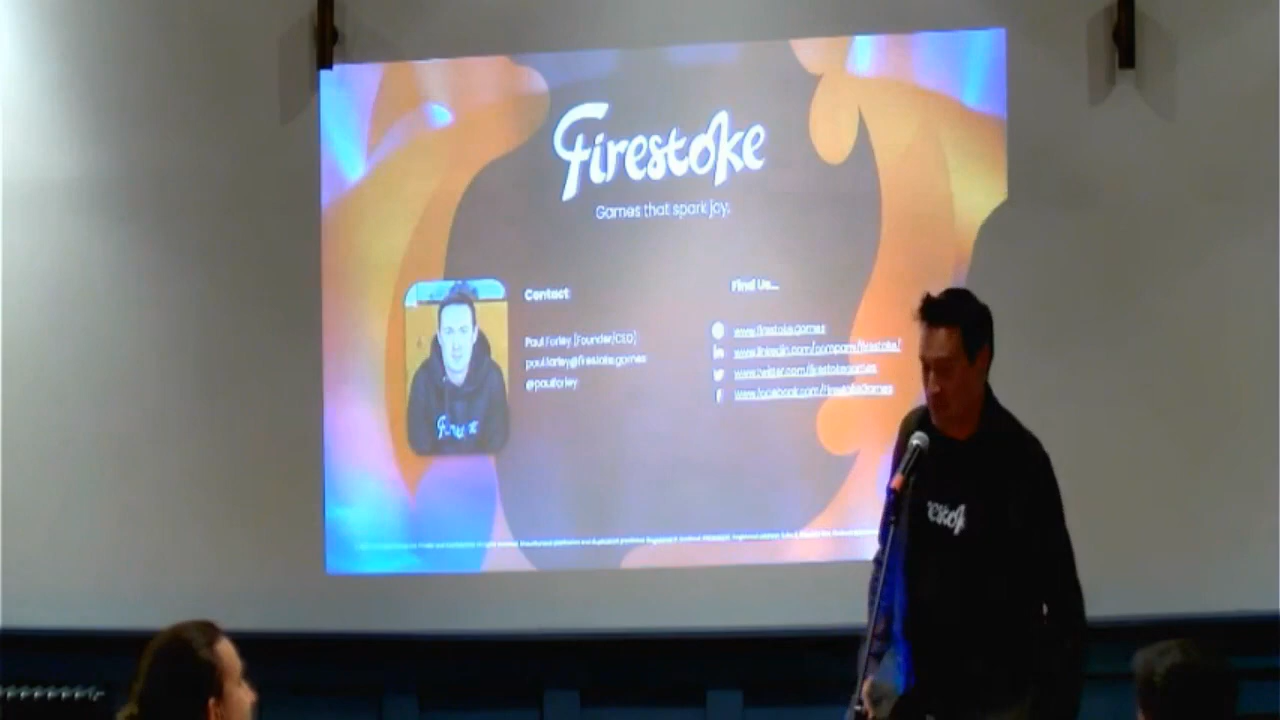 Firestoke
Games that spark joy.
Contact
Paul Farley (Founder/CEO)
paul.farley@firestoke.games
@paulfarley
Find Us...
www.firestoke.games
www.linkedin.com/company/firestoke/
www.twitter.com/firestokegames
www.facebook.com/FirestokeGames